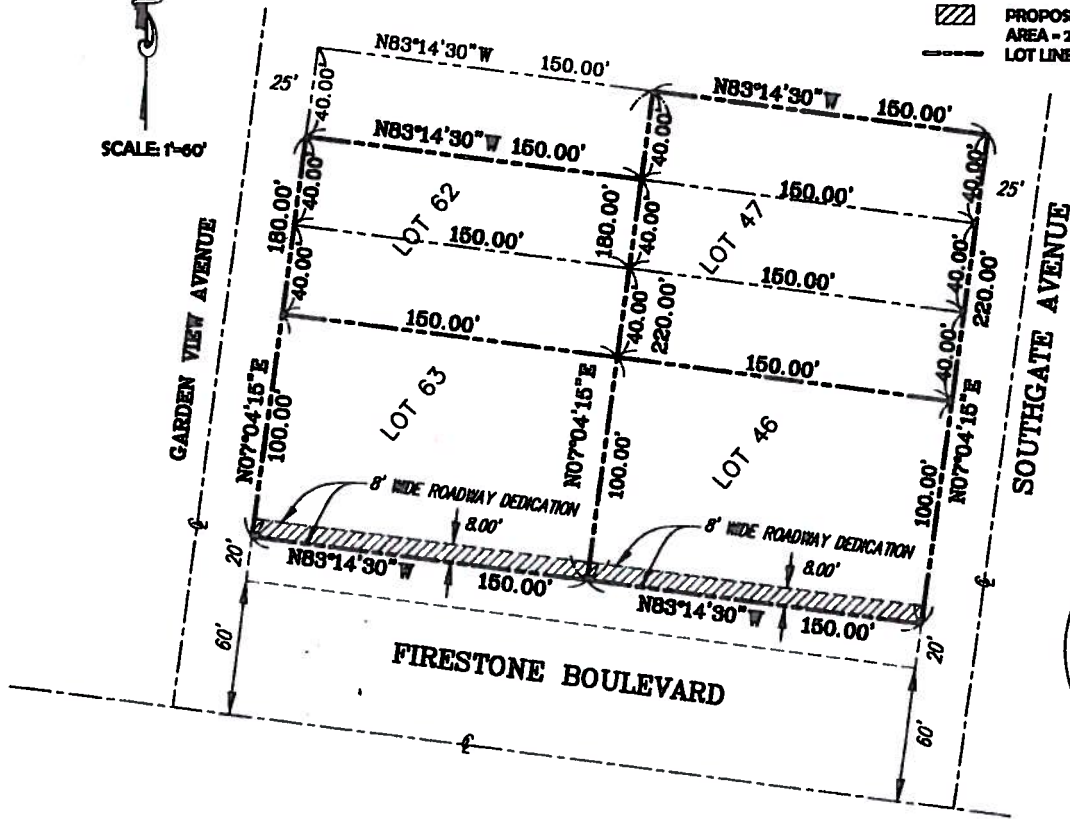 PROPOS
AREA = 2
LOT LINE
SCALE: 1"=60'
N83°14'30"W 150.00'
N83°14'30"W 150.00'
25'
40.00'
40.00'
N83°14'30"W 150.00'
40.00'
25'
150.00'
40.00'
180.00'
LOT 62
180.00'
40.00'
LOT 47
40.00'
150.00'
150.00'
40.00'
40.00'
220.00'
220.00'
40.00'
150.00'
150.00'
GARDEN VIEW AVENUE
SOUTHGATE AVENUE
N07°04'15"E
100.00'
LOT 63
N07°04'15"E
100.00'
LOT 46
100.00'
N07°04'15"E
8' WIDE ROADWAY DEDICATION
8.00'
8' WIDE ROADWAY DEDICATION
8.00'
20'
N83°14'30"W 150.00'
N83°14'30"W 150.00'
20'
60'
FIRESTONE BOULEVARD
60'